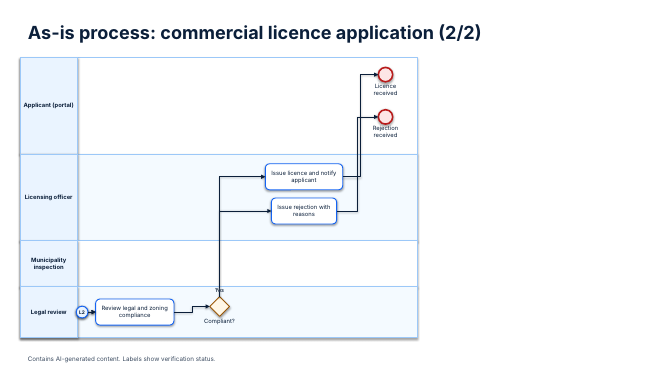 As-is process: commercial licence application (2/2)
Applicant (portal)
Licence
received
Rejection
received
Licensing officer
Issue licence and notify
applicant
Issue rejection with
reasons
Municipality
inspection
Legal review
L2
Review legal and zoning
compliance
Yes
Compliant?
Contains AI-generated content. Labels show verification status.